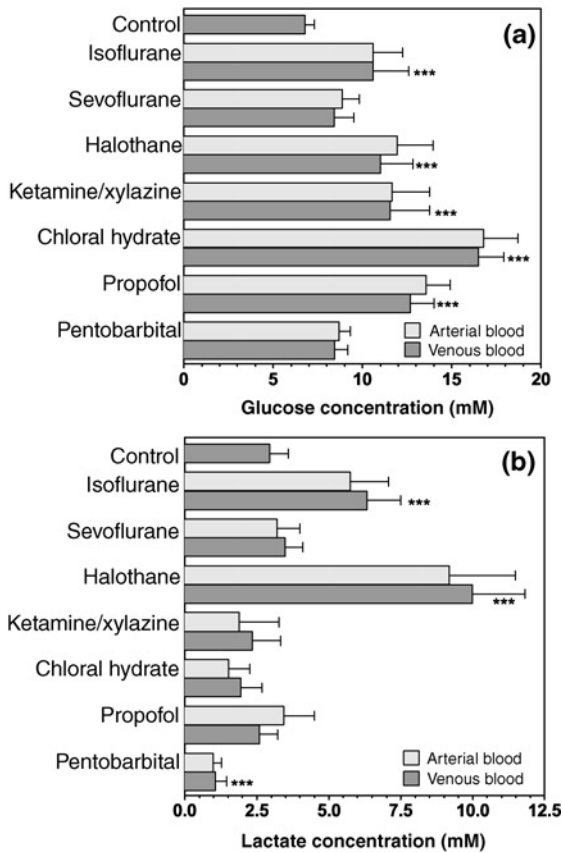 (a)
Control
Isoflurane
***
Sevoflurane
Halothane
***
Ketamine/xylazine
***
Chloral hydrate
***
Propofol
***
Pentobarbital
Arterial blood
Venous blood
0 5 10 15 20
Glucose concentration (mM)
(b)
Control
Isoflurane
***
Sevoflurane
Halothane
***
Ketamine/xylazine
Chloral hydrate
Propofol
Pentobarbital
***
Arterial blood
Venous blood
0.0 2.5 5.0 7.5 10.0 12.5
Lactate concentration (mM)